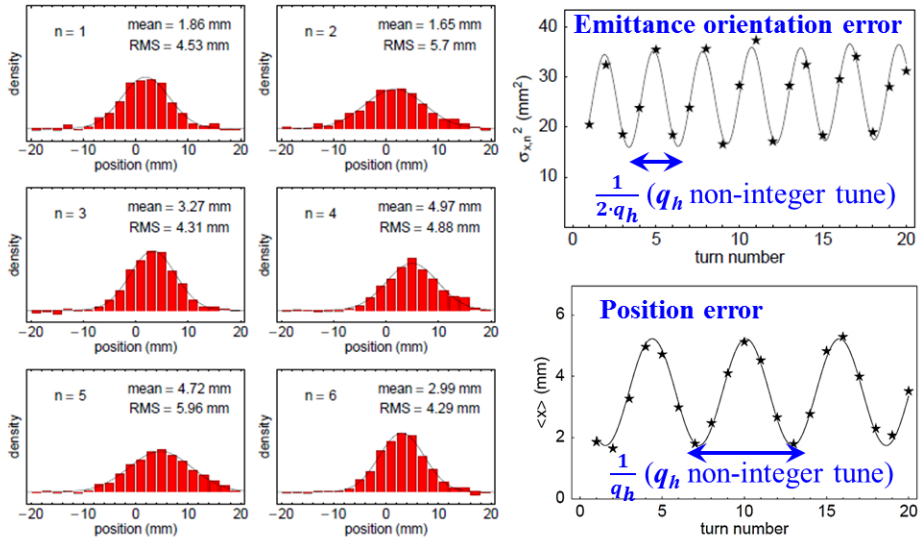 n = 1
mean = 1.86 mm
RMS = 4.53 mm
density
−20
−10
0
10
20
position (mm)
n = 2
mean = 1.65 mm
RMS = 5.7 mm
density
−20
−10
0
10
20
position (mm)
n = 3
mean = 3.27 mm
RMS = 4.31 mm
density
−20
−10
0
10
20
position (mm)
n = 4
mean = 4.97 mm
RMS = 4.88 mm
density
−20
−10
0
10
20
position (mm)
n = 5
mean = 4.72 mm
RMS = 5.96 mm
density
−20
−10
0
10
20
position (mm)
n = 6
mean = 2.99 mm
RMS = 4.29 mm
density
−20
−10
0
10
20
position (mm)
Emittance orientation error
40
30
20
10
σx,n² (mm²)
1/2·qh (qh non-integer tune)
0
5
10
15
20
turn number
Position error
6
4
2
0
<x> (mm)
1/qh (qh non-integer tune)
0
5
10
15
20
turn number